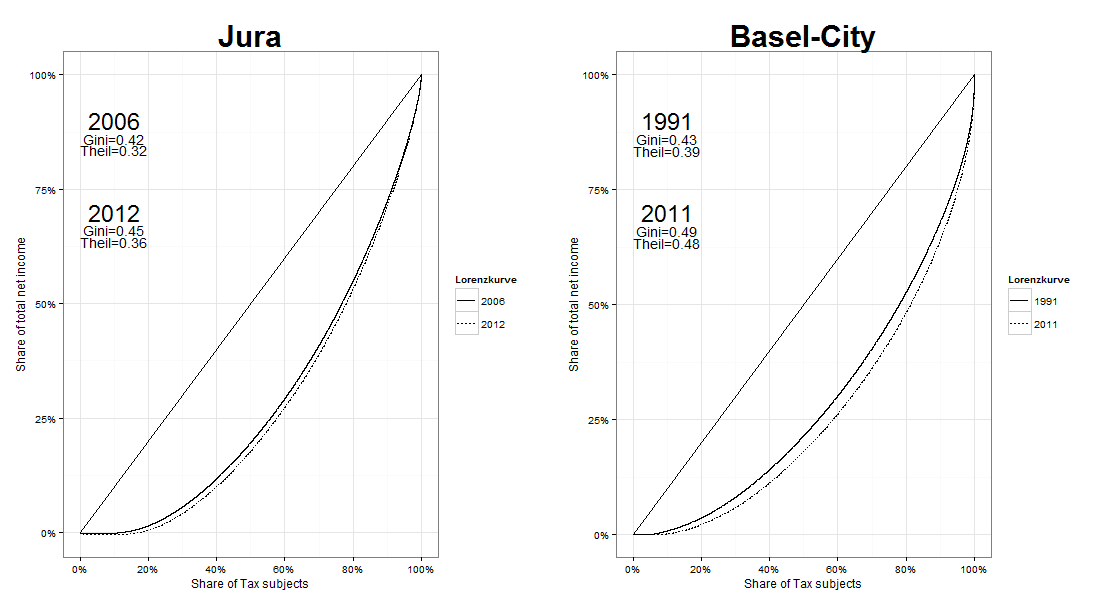 Jura
Share of total net income
100%
75%
50%
25%
0%
2006
Gini=0.42
Theil=0.32
2012
Gini=0.45
Theil=0.36
0% 20% 40% 60% 80% 100%
Share of Tax subjects
Lorenzkurve
2006
2012
Basel-City
Share of total net income
100%
75%
50%
25%
0%
1991
Gini=0.43
Theil=0.39
2011
Gini=0.49
Theil=0.48
0% 20% 40% 60% 80% 100%
Share of Tax subjects
Lorenzkurve
1991
2011